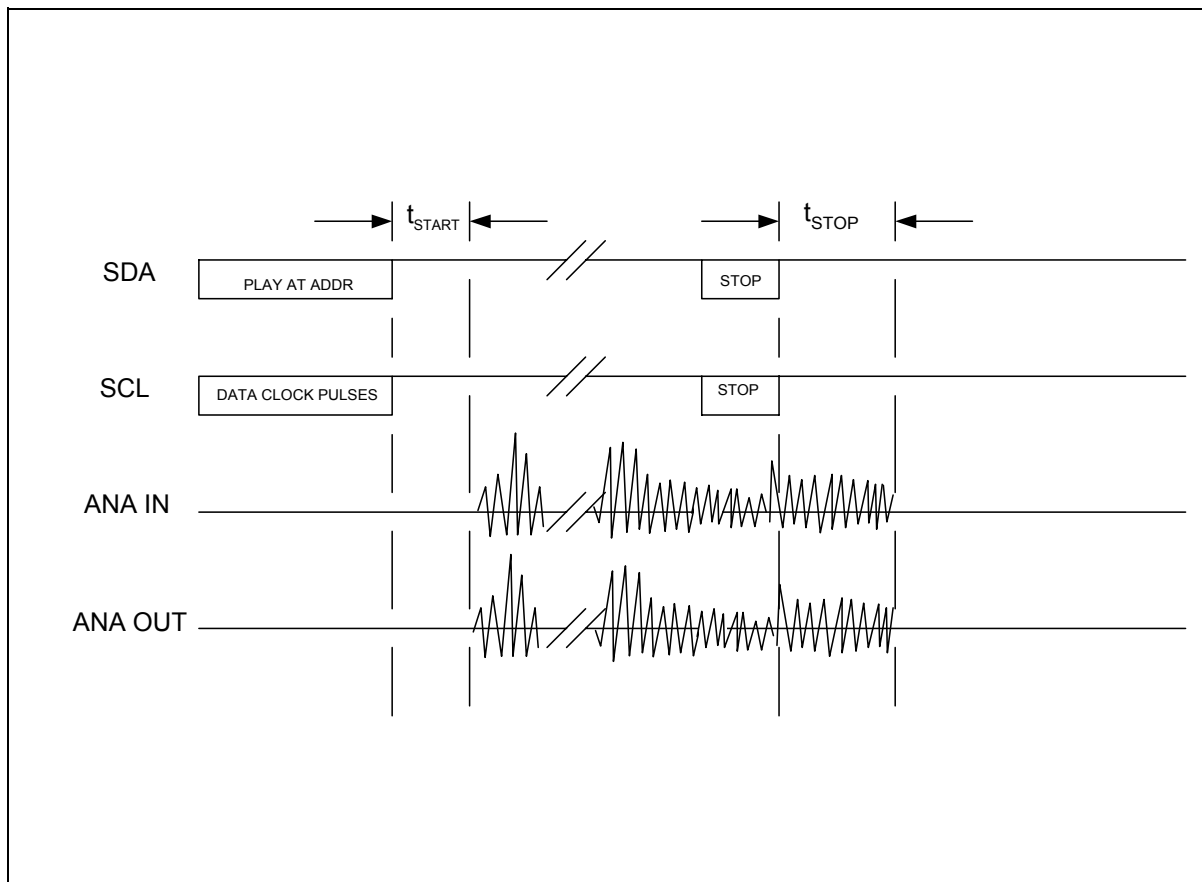 tSTART
tSTOP
SDA
PLAY AT ADDR
STOP
SCL
DATA CLOCK PULSES
STOP
ANA IN
ANA OUT